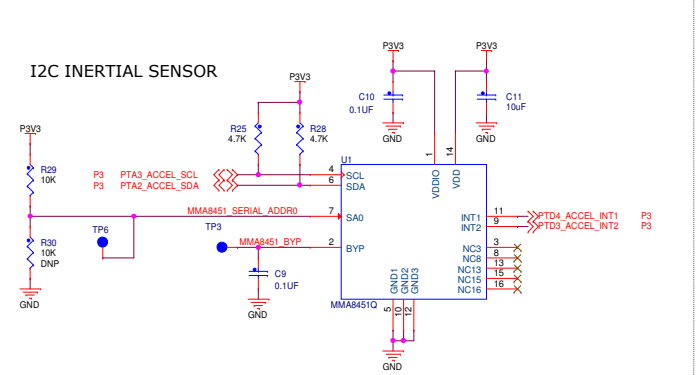 I2C INERTIAL SENSOR
P3V3
P3V3
P3V3
P3V3
C10
0.1UF
C11
10uF
GND
GND
R25
4.7K
R28
4.7K
R29
10K
P3 PTA3_ACCEL_SCL
P3 PTA2_ACCEL_SDA
U1
1
14
VDDIO
VDD
4 SCL
6 SDA
MMA8451_SERIAL_ADDR0 7 SA0
INT1 11 PTD4_ACCEL_INT1 P3
INT2 9 PTD3_ACCEL_INT2 P3
R30
10K
DNP
TP6
TP3
MMA8451_BYP 2 BYP
NC3 3
NC8 8
NC13 13
NC15 15
NC16 16
C9
0.1UF
GND1
GND2
GND3
GND
GND
MMA8451Q
5
10
12
GND